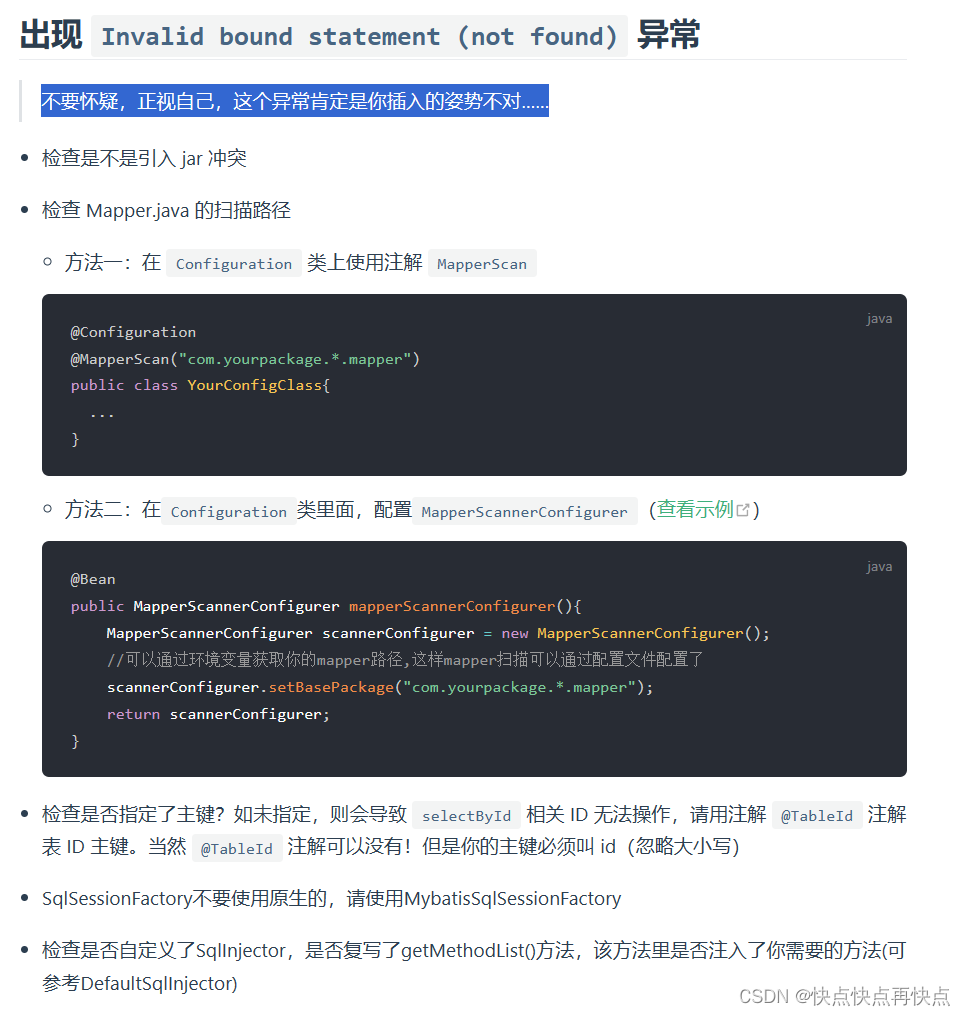 出现 Invalid bound statement (not found) 异常
不要怀疑，正视自己，这个异常肯定是你插入的姿势不对......
检查是不是引入 jar 冲突
检查 Mapper.java 的扫描路径
方法一：在 Configuration 类上使用注解 MapperScan
java
@Configuration
@MapperScan("com.yourpackage.*.mapper")
public class YourConfigClass{
...
}
方法二：在 Configuration 类里面，配置 MapperScannerConfigurer （查看示例）
java
@Bean
public MapperScannerConfigurer mapperScannerConfigurer(){
MapperScannerConfigurer scannerConfigurer = new MapperScannerConfigurer();
//可以通过环境变量获取你的mapper路径,这样mapper扫描可以通过配置文件配置了
scannerConfigurer.setBasePackage("com.yourpackage.*.mapper");
return scannerConfigurer;
}
检查是否指定了主键？如未指定，则会导致 selectById 相关 ID 无法操作，请用注解 @TableId 注解
表 ID 主键。当然 @TableId 注解可以没有！但是你的主键必须叫 id（忽略大小写）
SqlSessionFactory不要使用原生的，请使用MybatisSqlSessionFactory
检查是否自定义了SqlInjector，是否复写了getMethodList()方法，该方法里是否注入了你需要的方法(可
参考DefaultSqlInjector)
CSDN @快点快点再快点